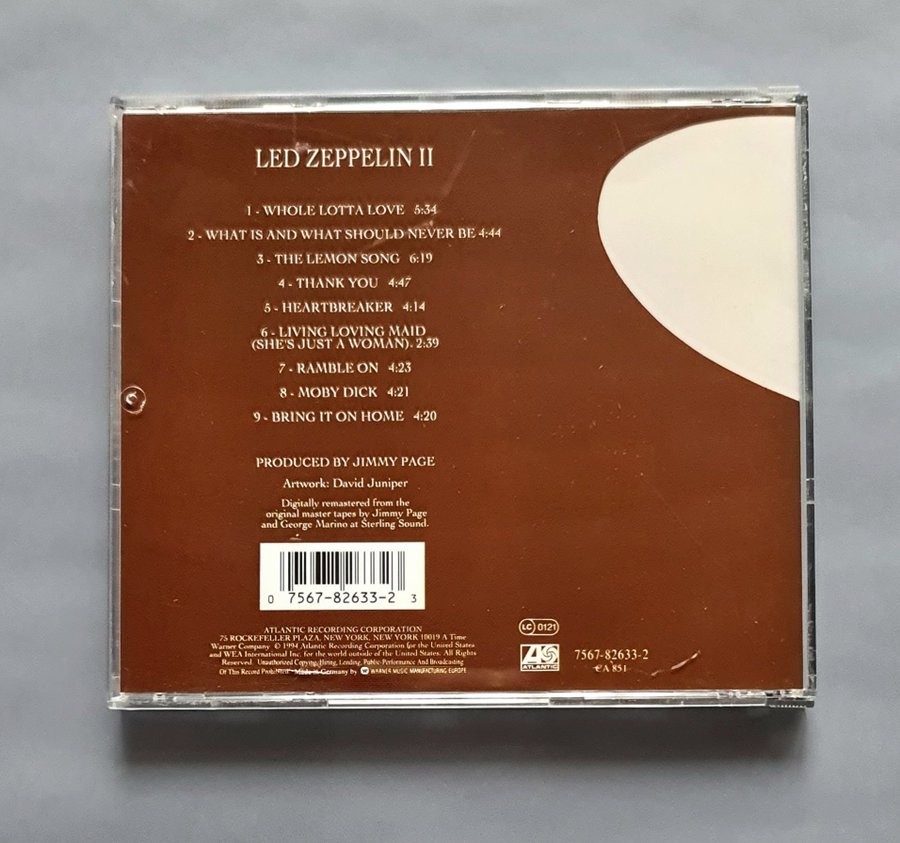 LED ZEPPELIN II
1 - WHOLE LOTTA LOVE 5:34
2 - WHAT IS AND WHAT SHOULD NEVER BE 4:44
3 - THE LEMON SONG 6:19
4 - THANK YOU 4:47
5 - HEARTBREAKER 4:14
6 - LIVING LOVING MAID
(SHE'S JUST A WOMAN). 2:39
7 - RAMBLE ON 4:23
8 - MOBY DICK 4:21
9 - BRING IT ON HOME 4:20
PRODUCED BY JIMMY PAGE
Artwork: David Juniper
Digitally remastered from the
original master tapes by Jimmy Page
and George Marino at Sterling Sound.
0 7567-82633-2 3
ATLANTIC RECORDING CORPORATION
75 ROCKEFELLER PLAZA, NEW YORK, NEW YORK 10019 A Time
Warner Company © 1994 Atlantic Recording Corporation for the United States
and WEA International Inc. for the world outside of the United States. All Rights
Reserved. Unauthorized Copying, Hiring, Lending, Public Performance And Broadcasting
Of This Record Made in Germany by WARNER MUSIC MANUFACTURING EUROPE
LC 0121
ATLANTIC
7567-82633-2
CA 851